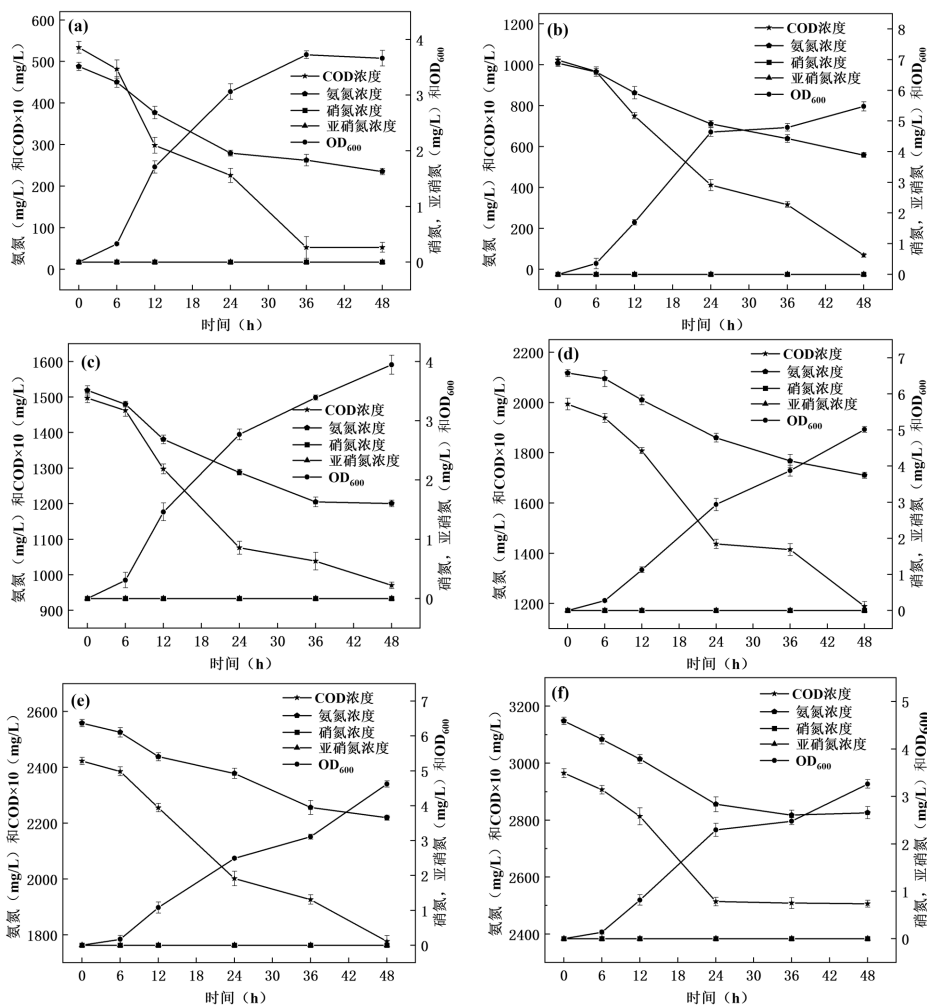 (a)
600
500
400
300
200
100
0
4
3
2
1
0
COD浓度
氨氮浓度
硝氮浓度
亚硝氮浓度
OD600
氨氮（mg/L）和COD×10（mg/L）
硝氮，亚硝氮（mg/L）和OD600
0 6 12 18 24 30 36 42 48
时间（h）
(b)
1200
1000
800
600
400
200
0
8
7
6
5
4
3
2
1
0
COD浓度
氨氮浓度
硝氮浓度
亚硝氮浓度
OD600
氨氮（mg/L）和COD×10（mg/L）
硝氮，亚硝氮（mg/L）和OD600
0 6 12 18 24 30 36 42 48
时间（h）
(c)
1600
1500
1400
1300
1200
1100
1000
900
4
3
2
1
0
COD浓度
氨氮浓度
硝氮浓度
亚硝氮浓度
OD600
氨氮（mg/L）和COD×10（mg/L）
硝氮，亚硝氮（mg/L）和OD600
0 6 12 18 24 30 36 42 48
时间（h）
(d)
2200
2000
1800
1600
1400
1200
7
6
5
4
3
2
1
0
COD浓度
氨氮浓度
硝氮浓度
亚硝氮浓度
OD600
氨氮（mg/L）和COD×10（mg/L）
硝氮，亚硝氮（mg/L）和OD600
0 6 12 18 24 30 36 42 48
时间（h）
(e)
2600
2400
2200
2000
1800
7
6
5
4
3
2
1
0
COD浓度
氨氮浓度
硝氮浓度
亚硝氮浓度
OD600
氨氮（mg/L）和COD×10（mg/L）
硝氮，亚硝氮（mg/L）和OD600
0 6 12 18 24 30 36 42 48
时间（h）
(f)
3200
3000
2800
2600
2400
5
4
3
2
1
0
COD浓度
氨氮浓度
硝氮浓度
亚硝氮浓度
OD600
氨氮（mg/L）和COD×10（mg/L）
硝氮，亚硝氮（mg/L）和OD600
0 6 12 18 24 30 36 42 48
时间（h）